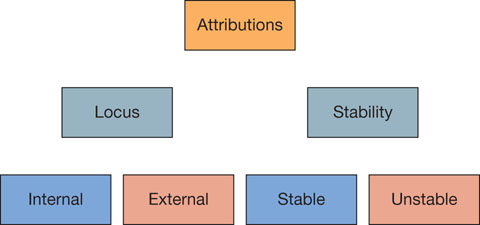 Attributions
Locus
Stability
Internal
External
Stable
Unstable